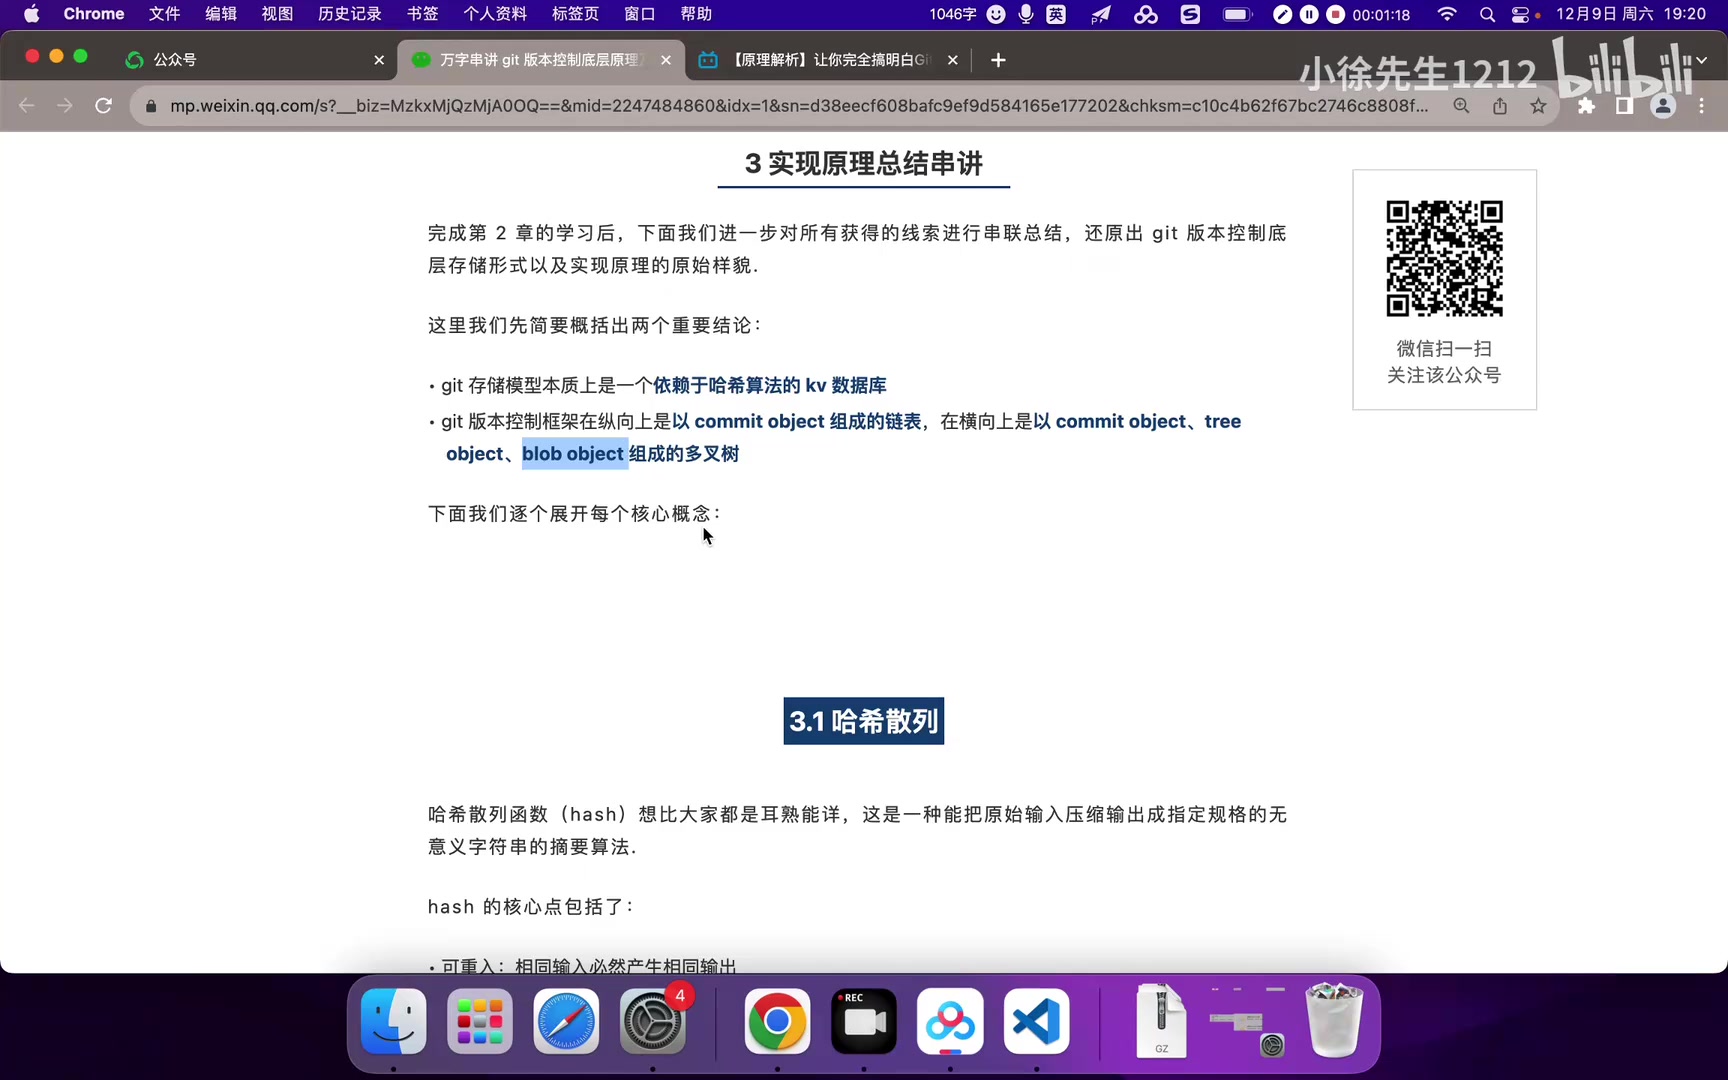 Chrome 文件 编辑 视图 历史记录 书签 个人资料 标签页 窗口 帮助 1046字 英 00:01:18 12月9日 周六 19:20
公众号 万字串讲 git 版本控制底层原理 【原理解析】让你完全搞明白Gi
小徐先生1212 bilibili
mp.weixin.qq.com/s?__biz=MzkxMjQzMjA0OQ==&mid=2247484860&idx=1&sn=d38eecf608bafc9ef9d584165e177202&chksm=c10c4b62f67bc2746c8808f...
3 实现原理总结串讲
完成第 2 章的学习后，下面我们进一步对所有获得的线索进行串联总结，还原出 git 版本控制底
层存储形式以及实现原理的原始样貌.
这里我们先简要概括出两个重要结论：
• git 存储模型本质上是一个依赖于哈希算法的 kv 数据库
• git 版本控制框架在纵向上是以 commit object 组成的链表，在横向上是以 commit object、tree
object、blob object 组成的多叉树
下面我们逐个展开每个核心概念：
微信扫一扫
关注该公众号
3.1 哈希散列
哈希散列函数（hash）想比大家都是耳熟能详，这是一种能把原始输入压缩输出成指定规格的无
意义字符串的摘要算法.
hash 的核心点包括了：
• 可重入：相同输入必然产生相同输出
4
REC
GZ